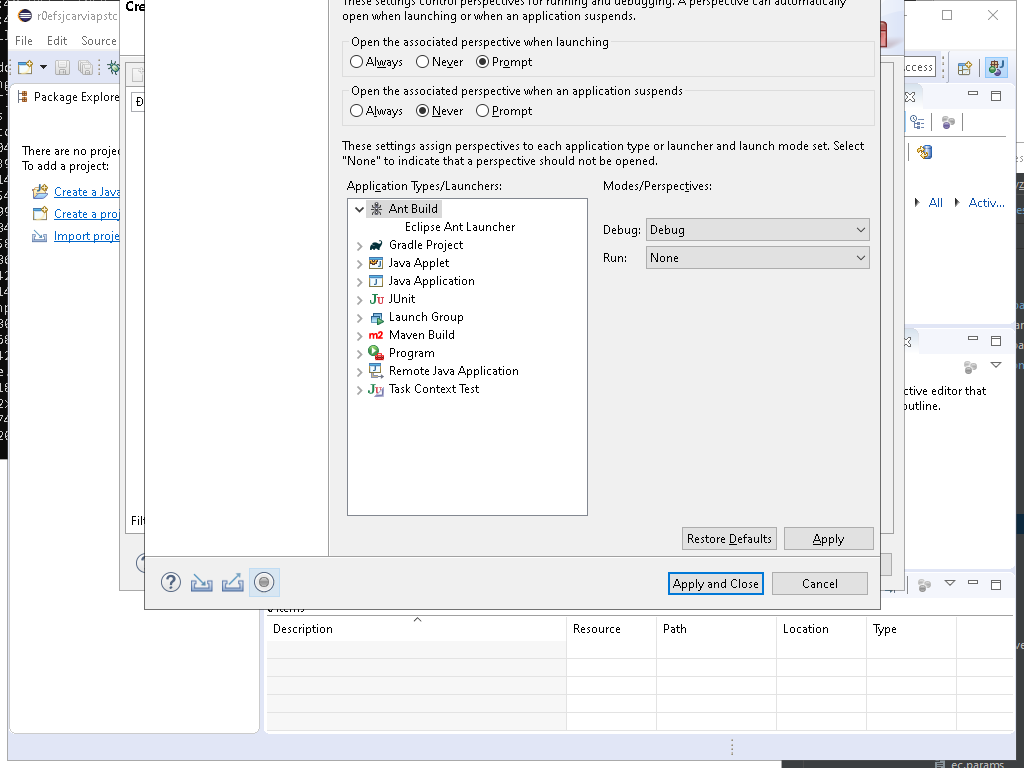 Cre
These settings control perspectives for running and debugging. A perspective can automatically
open when launching or when an application suspends.
r0efsjcarviapstc
File Edit Source
Open the associated perspective when launching
Always Never Prompt
ccess
Open the associated perspective when an application suspends
Always Never Prompt
Package Explore
These settings assign perspectives to each application type or launcher and launch mode set. Select
"None" to indicate that a perspective should not be opened.
There are no projec
To add a project:
Create a Java
Create a proj
Import proje
Application Types/Launchers:
Modes/Perspectives:
Ant Build
Eclipse Ant Launcher
Gradle Project
Java Applet
Java Application
JUnit
Launch Group
Maven Build
Program
Remote Java Application
Task Context Test
Debug: Debug
Run: None
All Activ...
ctive editor that
outline.
Filt
Restore Defaults Apply
Apply and Close Cancel
Description Resource Path Location Type
ec.params